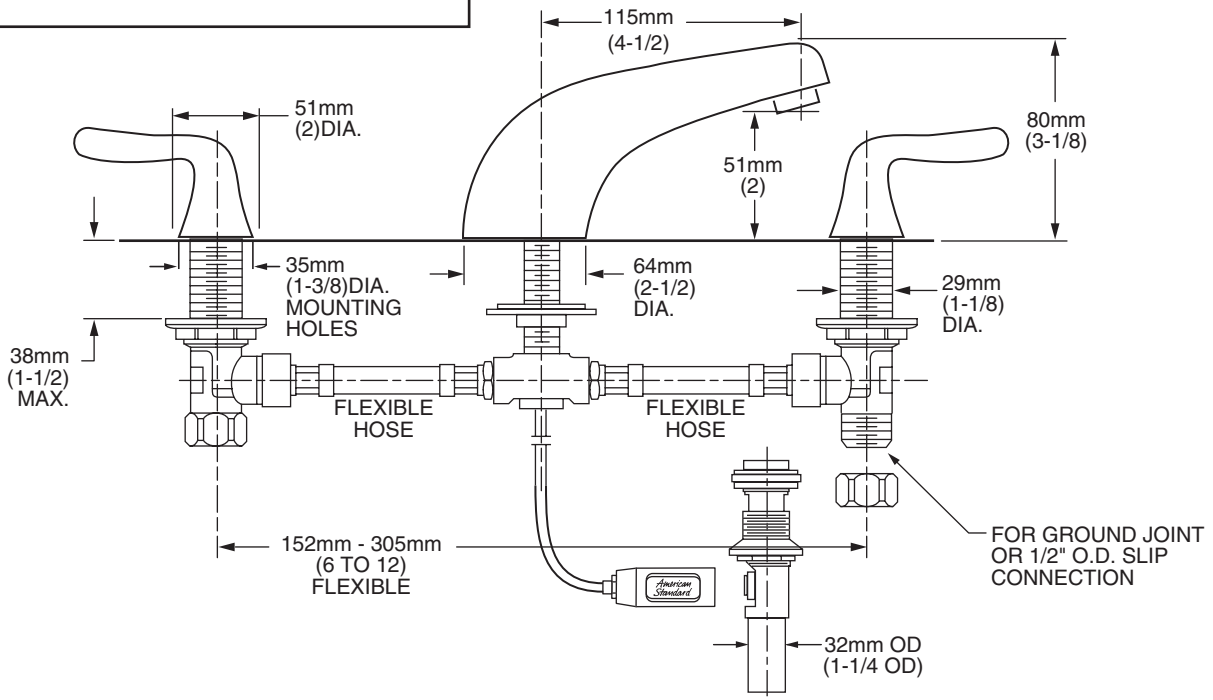 115mm
(4-1/2)
51mm
(2)DIA.
80mm
(3-1/8)
51mm
(2)
35mm
(1-3/8)DIA.
MOUNTING
HOLES
64mm
(2-1/2)
DIA.
29mm
(1-1/8)
DIA.
38mm
(1-1/2)
MAX.
FLEXIBLE
HOSE
FLEXIBLE
HOSE
152mm - 305mm
(6 TO 12)
FLEXIBLE
FOR GROUND JOINT
OR 1/2" O.D. SLIP
CONNECTION
American
Standard
32mm OD
(1-1/4 OD)